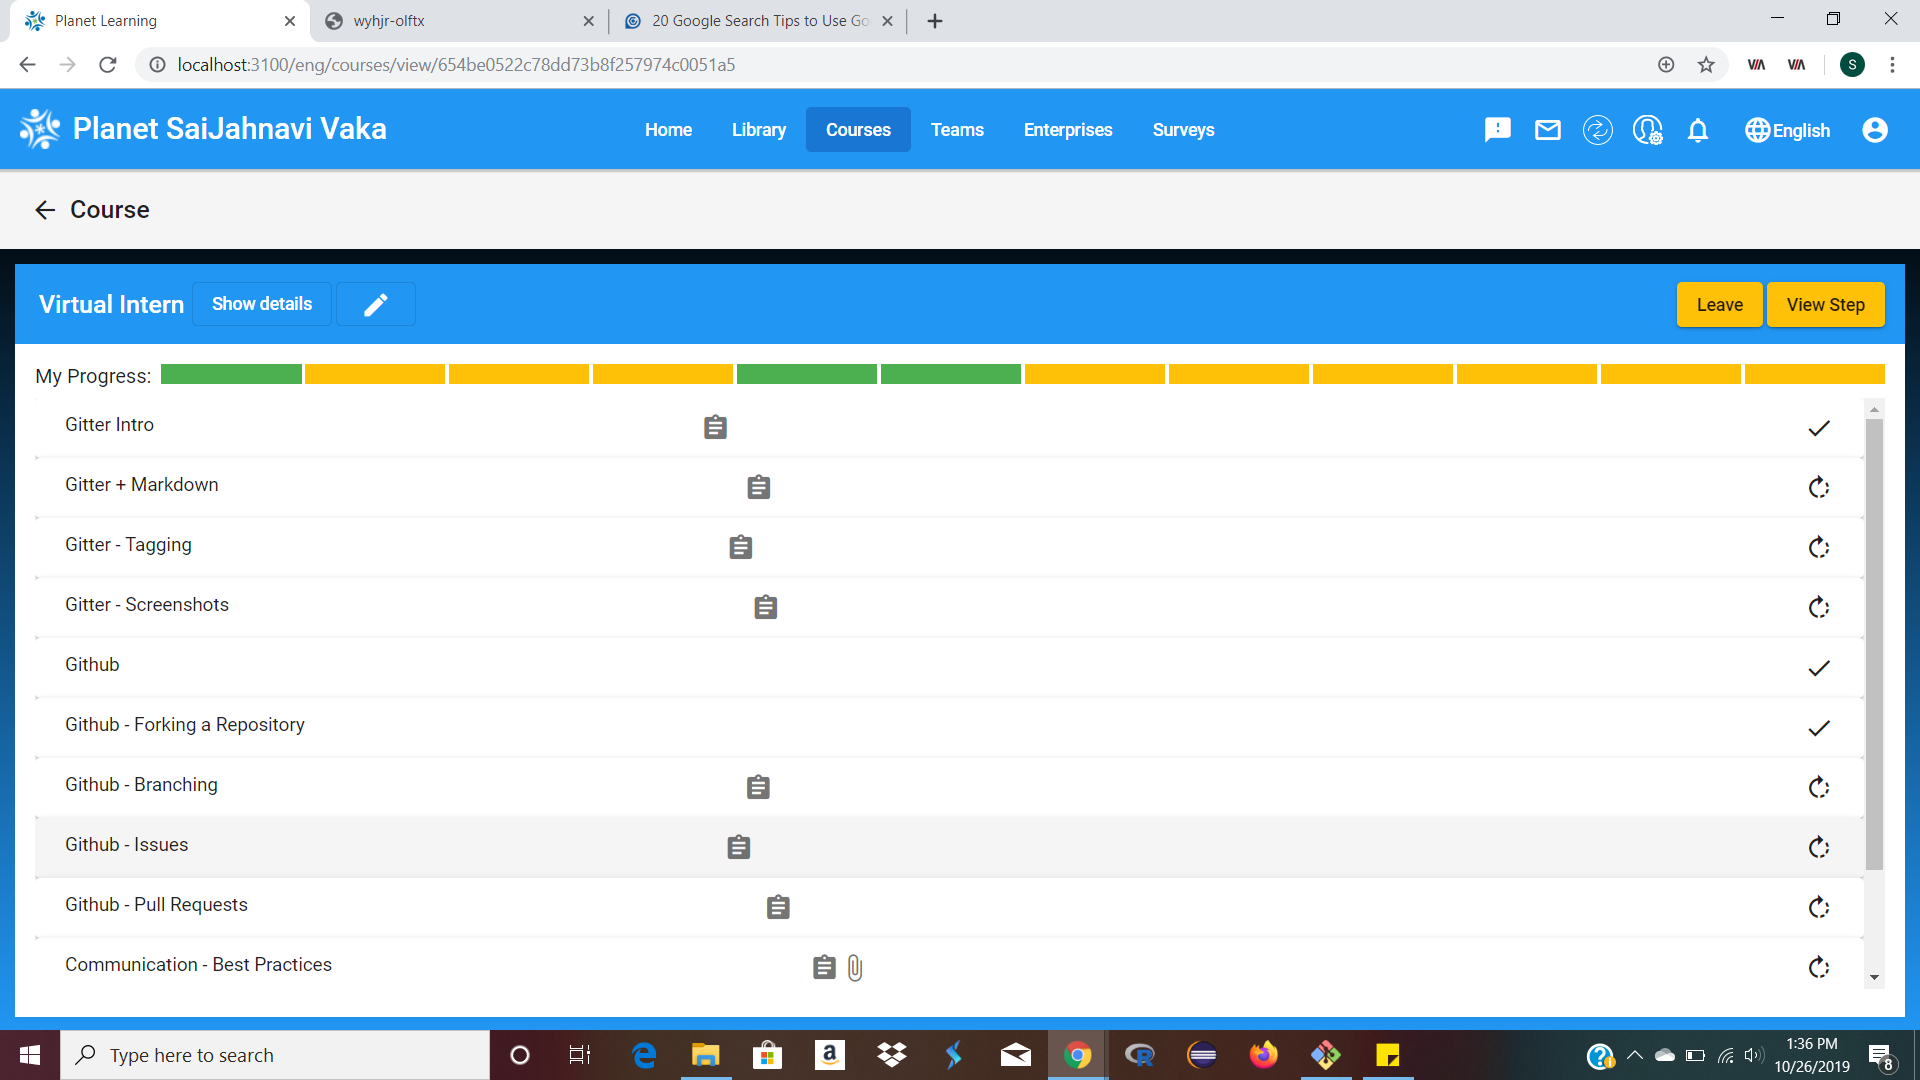 Planet Learning
wyhjr-olftx
20 Google Search Tips to Use Go
localhost:3100/eng/courses/view/654be0522c78dd73b8f257974c0051a5
S
Planet SaiJahnavi Vaka
Home
Library
Courses
Teams
Enterprises
Surveys
English
Course
Virtual Intern
Show details
Leave
View Step
My Progress:
Gitter Intro
Gitter + Markdown
Gitter - Tagging
Gitter - Screenshots
Github
Github - Forking a Repository
Github - Branching
Github - Issues
Github - Pull Requests
Communication - Best Practices
Type here to search
1:36 PM
10/26/2019
8